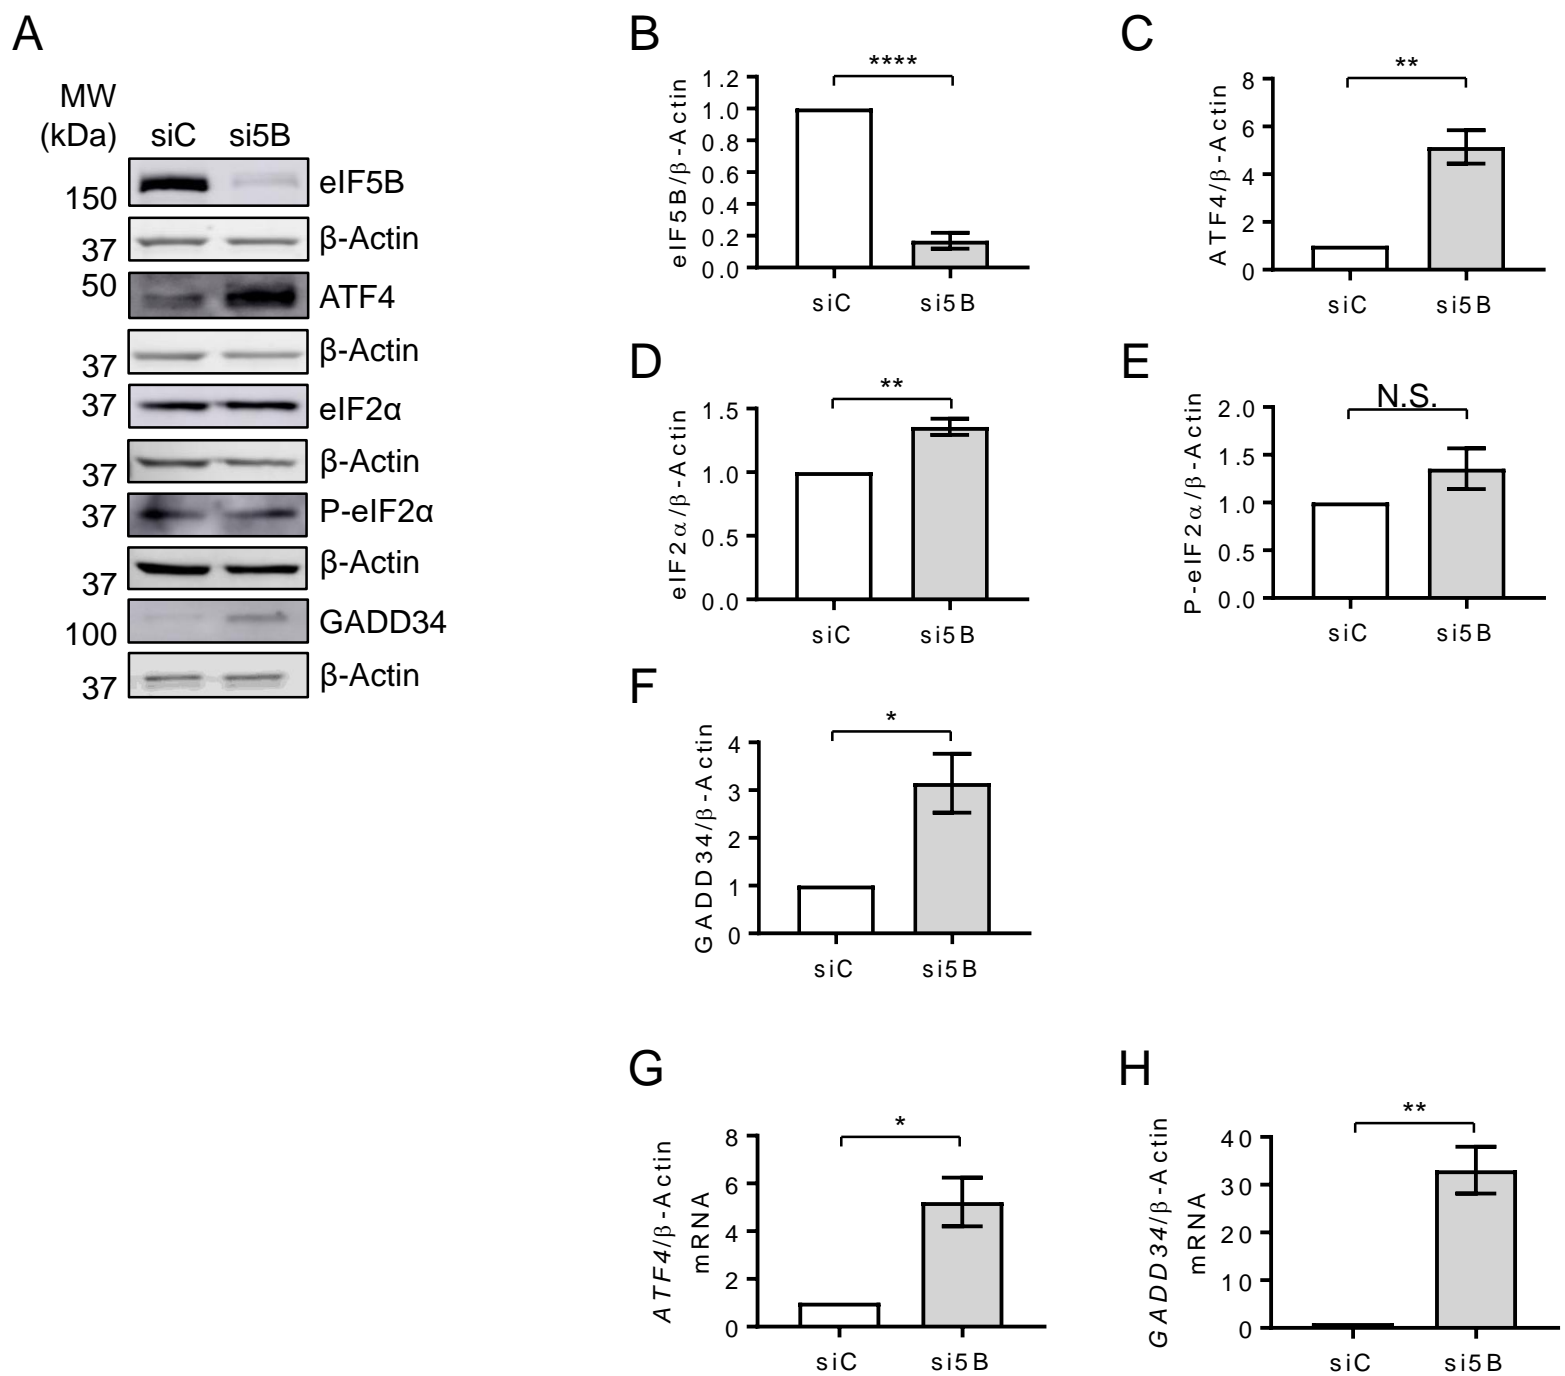 A
MW
(kDa)
siC si5B
150 eIF5B
37 β-Actin
50 ATF4
37 β-Actin
37 eIF2α
37 β-Actin
37 P-eIF2α
37 β-Actin
100 GADD34
37 β-Actin
B
****
eIF5B/β-Actin
1.2
1.0
0.8
0.6
0.4
0.2
0.0
siC si5B
C
**
ATF4/β-Actin
8
6
4
2
0
siC si5B
D
**
eIF2α/β-Actin
1.5
1.0
0.5
0.0
siC si5B
E
N.S.
P-eIF2α/β-Actin
2.0
1.5
1.0
0.5
0.0
siC si5B
F
*
GADD34/β-Actin
4
3
2
1
0
siC si5B
G
*
ATF4/β-Actin
mRNA
8
6
4
2
0
siC si5B
H
**
GADD34/β-Actin
mRNA
40
30
20
10
0
siC si5B